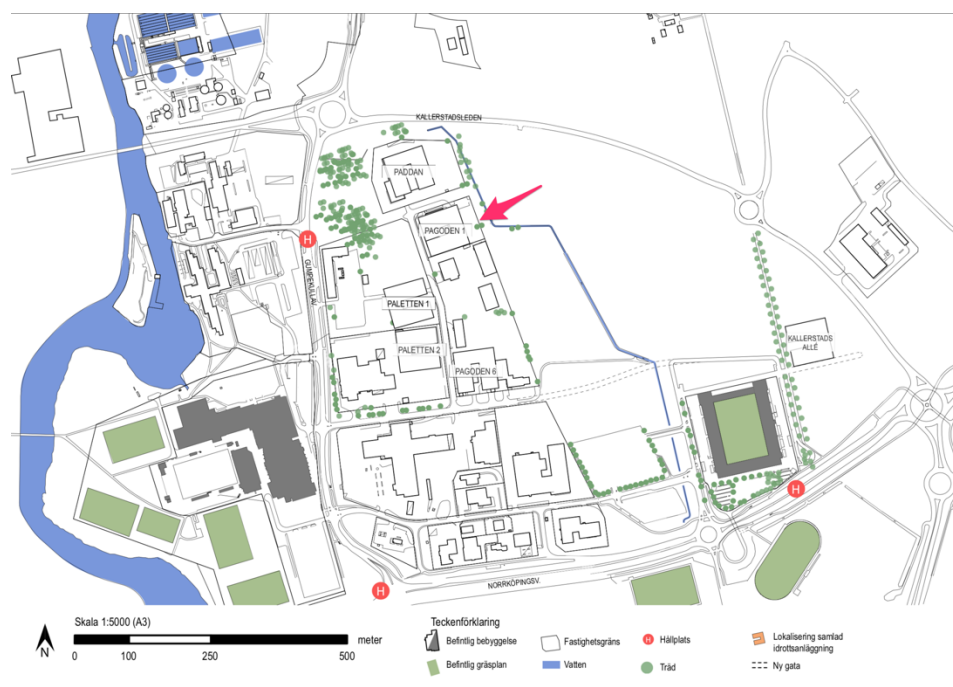 KALLERSTADSLEDEN
PADDAN
PAGODEN 1
H
GUMPEKULLAV.
PALETTEN 1
PALETTEN 2
PAGODEN 6
KALLERSTADS
ALLÉ
H
H
NORRKÖPINGSV.
Skala 1:5000 (A3)
0 100 250 500 meter
N
Teckenförklaring
Befintlig bebyggelse
Fastighetsgräns
H Hållplats
Lokalisering samlad
idrottsanläggning
Befintlig gräsplan
Vatten
Träd
Ny gata